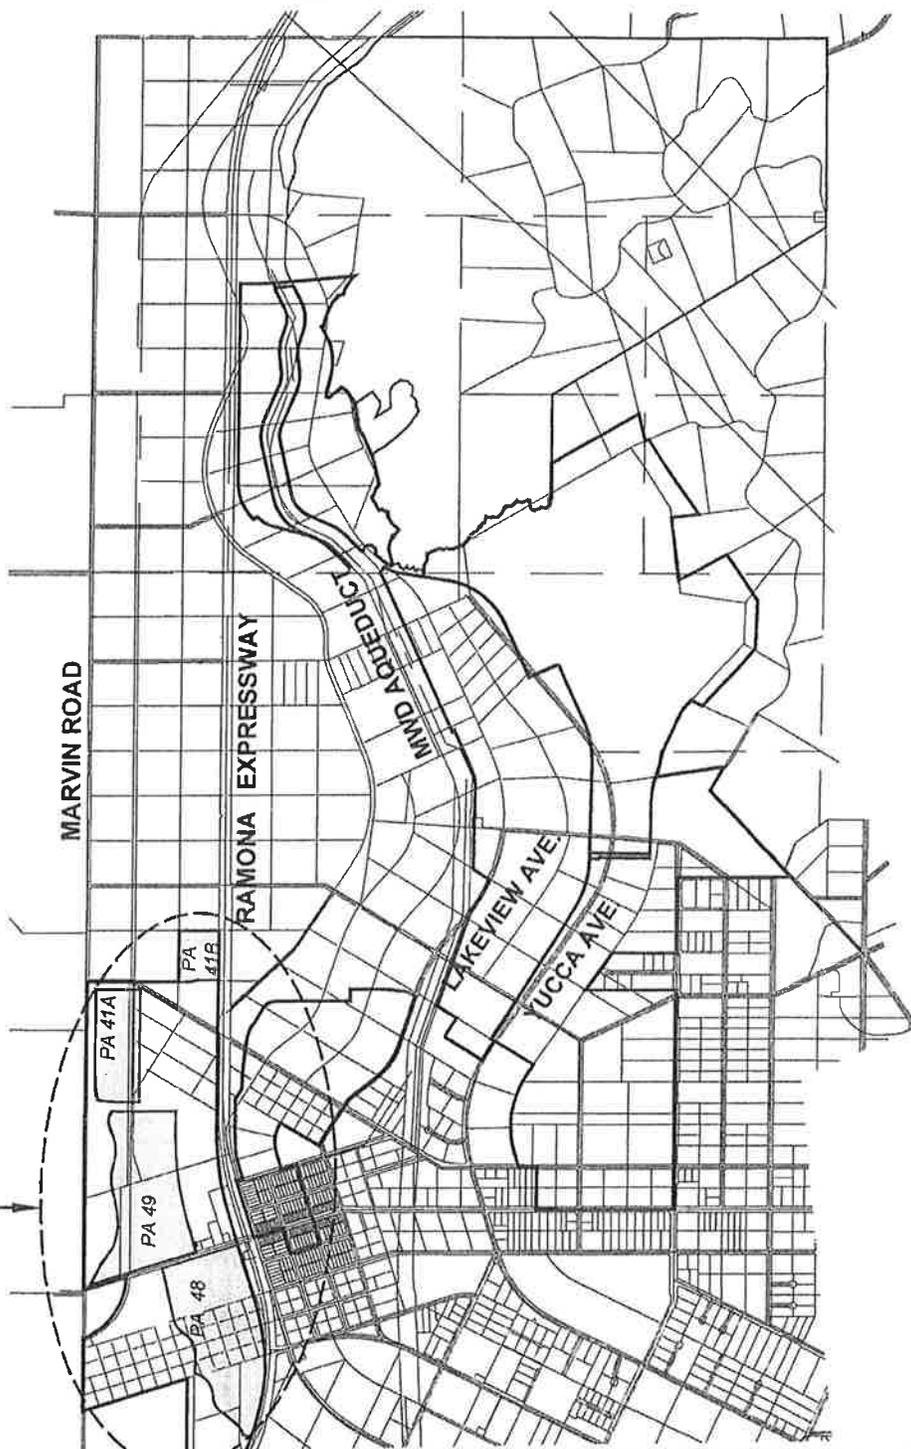 MARVIN ROAD
RAMONA EXPRESSWAY
MWD AQUEDUCT
LAKEVIEW AVE.
YUCCA AVE.
PA
41B
PA 41A
PA 49
PA 48